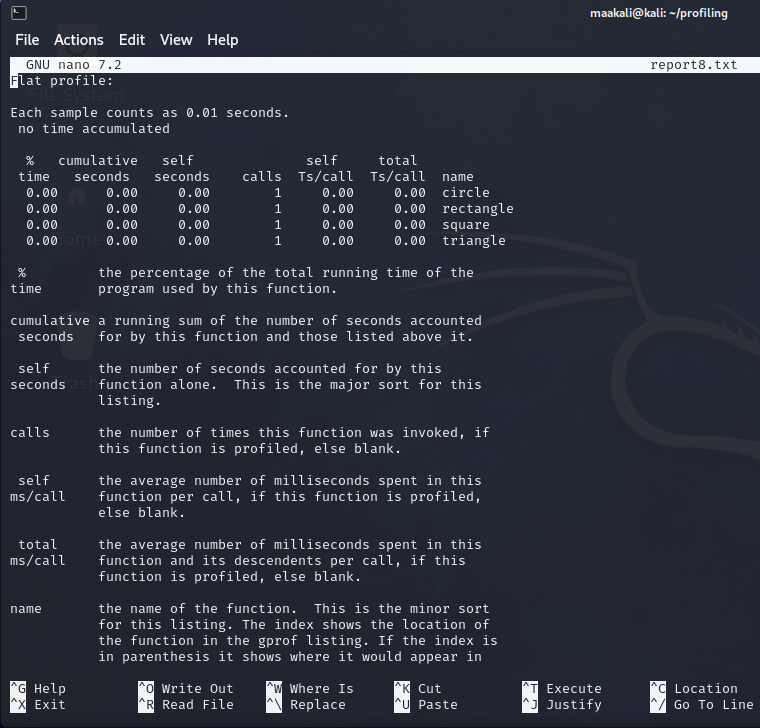 maakali@kali: ~/profiling
File Actions Edit View Help
GNU nano 7.2 report8.txt
Flat profile:
File System
Each sample counts as 0.01 seconds.
 no time accumulated

  %   cumulative   self              self     total
 time   seconds   seconds    calls  Ts/call  Ts/call  name
  0.00      0.00     0.00        1     0.00     0.00  circle
  0.00      0.00     0.00        1     0.00     0.00  rectangle
  0.00      0.00     0.00        1     0.00     0.00  square
  0.00      0.00     0.00        1     0.00     0.00  triangle
Home

 %         the percentage of the total running time of the
time       program used by this function.

cumulative a running sum of the number of seconds accounted
 seconds   for by this function and those listed above it.

 self      the number of seconds accounted for by this
seconds    function alone.  This is the major sort for this
Trash
           listing.

calls      the number of times this function was invoked, if
           this function is profiled, else blank.

 self      the average number of milliseconds spent in this
ms/call    function per call, if this function is profiled,
           else blank.

 total     the average number of milliseconds spent in this
ms/call    function and its descendents per call, if this
           function is profiled, else blank.

name       the name of the function.  This is the minor sort
           for this listing. The index shows the location of
           the function in the gprof listing. If the index is
           in parenthesis it shows where it would appear in

^G Help ^O Write Out ^W Where Is ^K Cut ^T Execute ^C Location
^X Exit ^R Read File ^\ Replace ^U Paste ^J Justify ^/ Go To Line